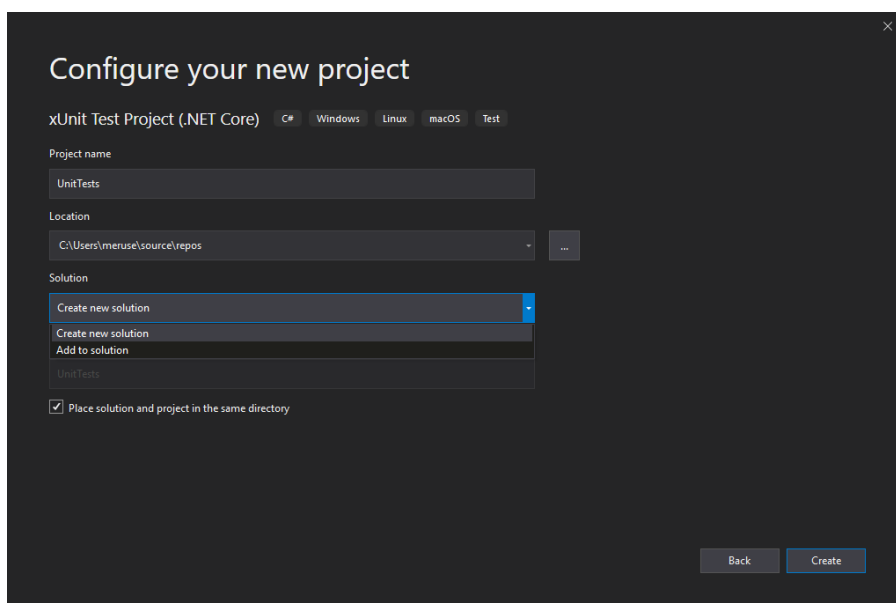 Configure your new project
xUnit Test Project (.NET Core) C# Windows Linux macOS Test
Project name
UnitTests
Location
C:\Users\meruse\source\repos
...
Solution
Create new solution
Create new solution
Add to solution
UnitTests
Place solution and project in the same directory
Back Create